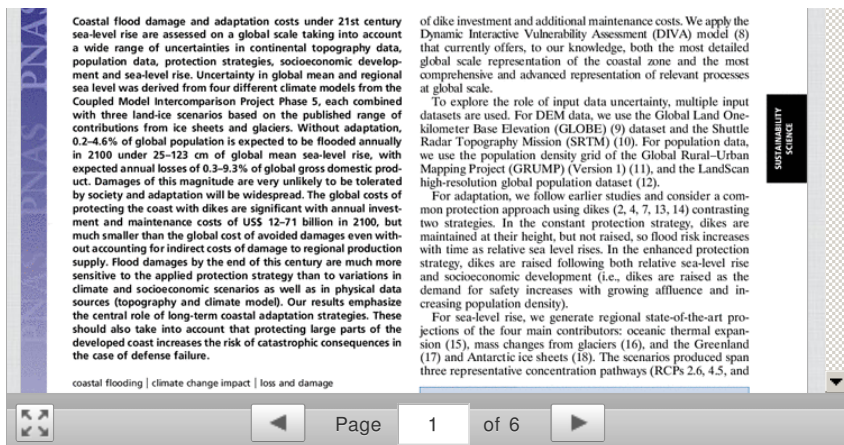 Coastal flood damage and adaptation costs under 21st century
sea-level rise are assessed on a global scale taking into account
a wide range of uncertainties in continental topography data,
population data, protection strategies, socioeconomic develop-
ment and sea-level rise. Uncertainty in global mean and regional
sea level was derived from four different climate models from the
Coupled Model Intercomparison Project Phase 5, each combined
with three land-ice scenarios based on the published range of
contributions from ice sheets and glaciers. Without adaptation,
0.2–4.6% of global population is expected to be flooded annually
in 2100 under 25–123 cm of global mean sea-level rise, with
expected annual losses of 0.3–9.3% of global gross domestic prod-
uct. Damages of this magnitude are very unlikely to be tolerated
by society and adaptation will be widespread. The global costs of
protecting the coast with dikes are significant with annual invest-
ment and maintenance costs of US$ 12–71 billion in 2100, but
much smaller than the global cost of avoided damages even with-
out accounting for indirect costs of damage to regional production
supply. Flood damages by the end of this century are much more
sensitive to the applied protection strategy than to variations in
climate and socioeconomic scenarios as well as in physical data
sources (topography and climate model). Our results emphasize
the central role of long-term coastal adaptation strategies. These
should also take into account that protecting large parts of the
developed coast increases the risk of catastrophic consequences in
the case of defense failure.
coastal flooding | climate change impact | loss and damage
of dike investment and additional maintenance costs. We apply the
Dynamic Interactive Vulnerability Assessment (DIVA) model (8)
that currently offers, to our knowledge, both the most detailed
global scale representation of the coastal zone and the most
comprehensive and advanced representation of relevant processes
at global scale.
To explore the role of input data uncertainty, multiple input
datasets are used. For DEM data, we use the Global Land One-
kilometer Base Elevation (GLOBE) (9) dataset and the Shuttle
Radar Topography Mission (SRTM) (10). For population data,
we use the population density grid of the Global Rural–Urban
Mapping Project (GRUMP) (Version 1) (11), and the LandScan
high-resolution global population dataset (12).
For adaptation, we follow earlier studies and consider a com-
mon protection approach using dikes (2, 4, 7, 13, 14) contrasting
two strategies. In the constant protection strategy, dikes are
maintained at their height, but not raised, so flood risk increases
with time as relative sea level rises. In the enhanced protection
strategy, dikes are raised following both relative sea-level rise
and socioeconomic development (i.e., dikes are raised as the
demand for safety increases with growing affluence and in-
creasing population density).
For sea-level rise, we generate regional state-of-the-art pro-
jections of the four main contributors: oceanic thermal expan-
sion (15), mass changes from glaciers (16), and the Greenland
(17) and Antarctic ice sheets (18). The scenarios produced span
three representative concentration pathways (RCPs 2.6, 4.5, and
SUSTAINABILITY
SCIENCE
PNAS
PNAS
PNAS
Page 1 of 6